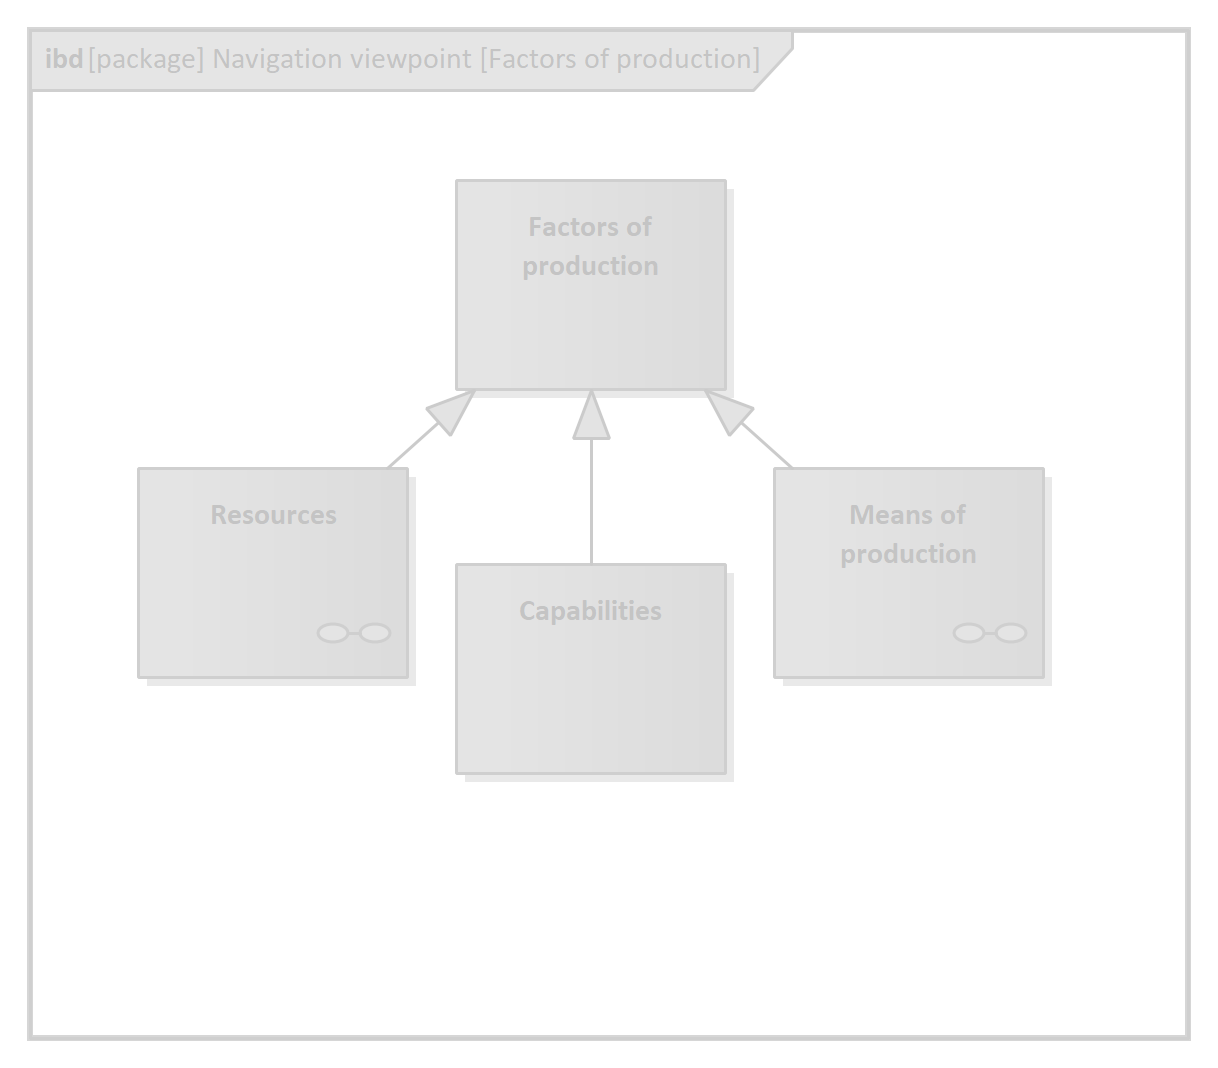 ibd [package] Navigation viewpoint [Factors of production]
Factors of
production
Resources
Means of
production
Capabilities